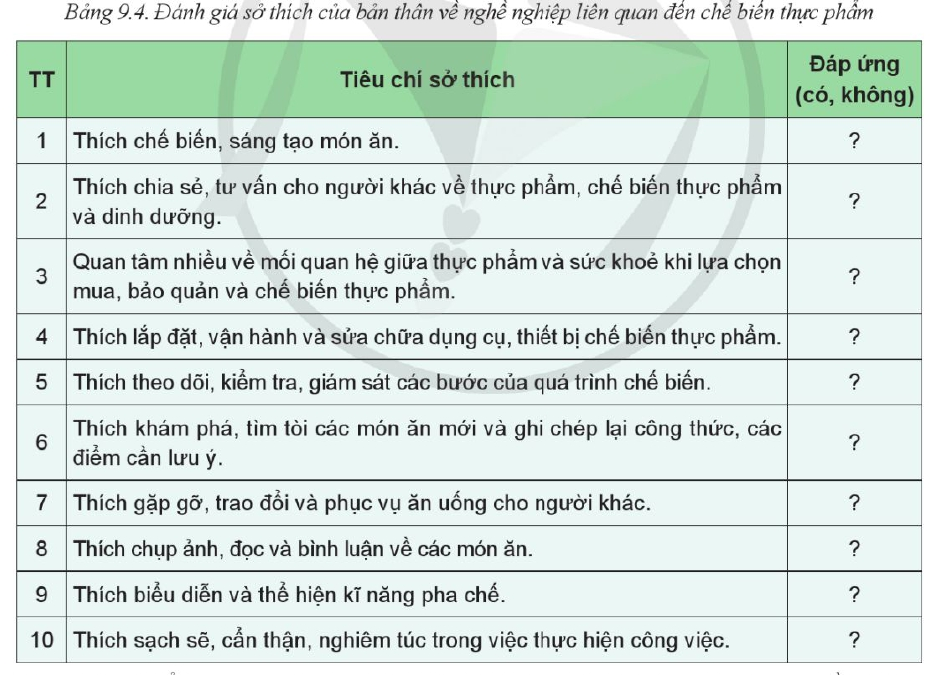 Bảng 9.4. Đánh giá sở thích của bản thân về nghề nghiệp liên quan đến chế biến thực phẩm
TT
Tiêu chí sở thích
Đáp ứng
(có, không)
1
Thích chế biến, sáng tạo món ăn.
?
2
Thích chia sẻ, tư vấn cho người khác về thực phẩm, chế biến thực phẩm
và dinh dưỡng.
?
3
Quan tâm nhiều về mối quan hệ giữa thực phẩm và sức khoẻ khi lựa chọn
mua, bảo quản và chế biến thực phẩm.
?
4
Thích lắp đặt, vận hành và sửa chữa dụng cụ, thiết bị chế biến thực phẩm.
?
5
Thích theo dõi, kiểm tra, giám sát các bước của quá trình chế biến.
?
6
Thích khám phá, tìm tòi các món ăn mới và ghi chép lại công thức, các
điểm cần lưu ý.
?
7
Thích gặp gỡ, trao đổi và phục vụ ăn uống cho người khác.
?
8
Thích chụp ảnh, đọc và bình luận về các món ăn.
?
9
Thích biểu diễn và thể hiện kĩ năng pha chế.
?
10
Thích sạch sẽ, cẩn thận, nghiêm túc trong việc thực hiện công việc.
?